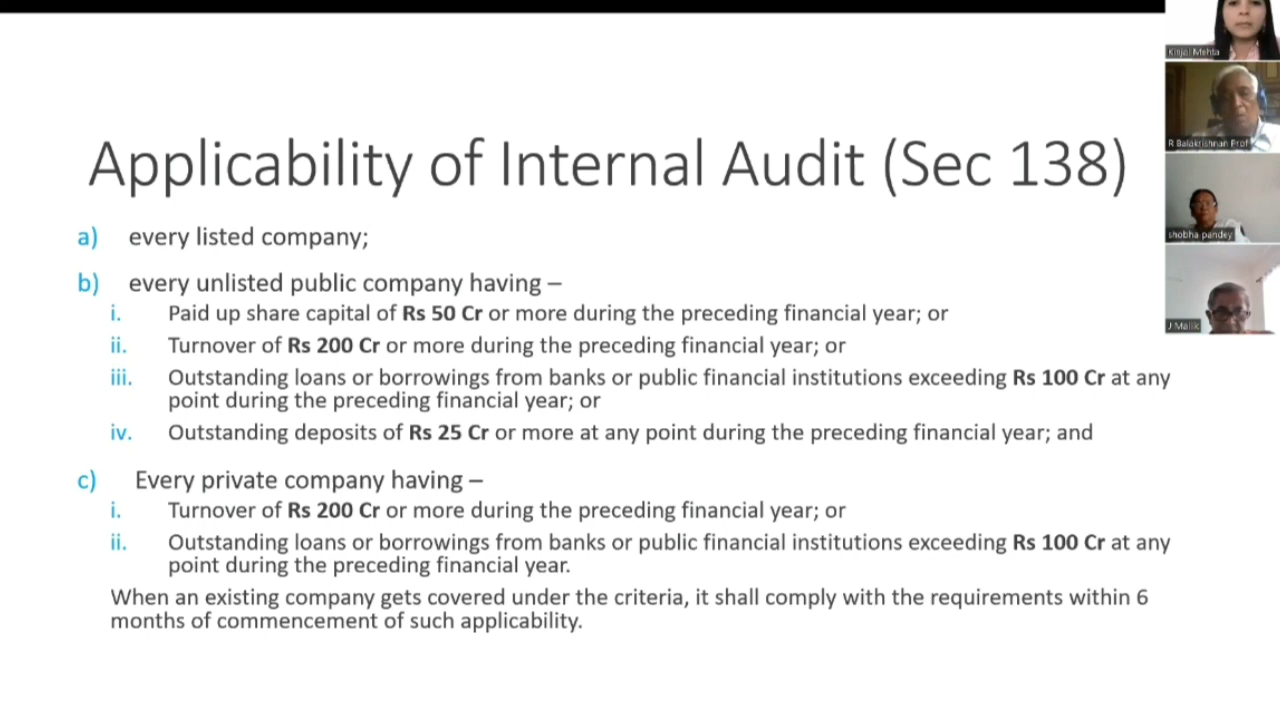 Applicability of Internal Audit (Sec 138)
a) every listed company;
b) every unlisted public company having –
i. Paid up share capital of Rs 50 Cr or more during the preceding financial year; or
ii. Turnover of Rs 200 Cr or more during the preceding financial year; or
iii. Outstanding loans or borrowings from banks or public financial institutions exceeding Rs 100 Cr at any
point during the preceding financial year; or
iv. Outstanding deposits of Rs 25 Cr or more at any point during the preceding financial year; and
c) Every private company having –
i. Turnover of Rs 200 Cr or more during the preceding financial year; or
ii. Outstanding loans or borrowings from banks or public financial institutions exceeding Rs 100 Cr at any
point during the preceding financial year.
When an existing company gets covered under the criteria, it shall comply with the requirements within 6
months of commencement of such applicability.
Kinjal Mehta
R Balakrishnan Prof
shobha pandey
J Malik